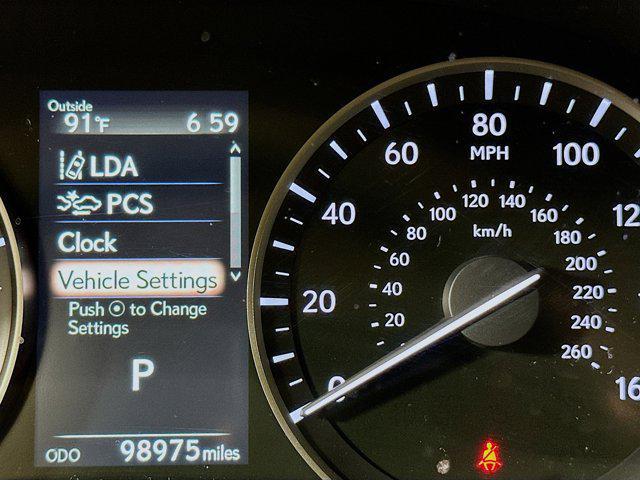 Outside
91°F 6 59
LDA
PCS
Clock
Vehicle Settings
Push ⊙ to Change
Settings
P
ODO 98975 miles
0
20
40
60
80
100
MPH
20
40
60
80
100
120
140
160
180
200
220
240
260
km/h